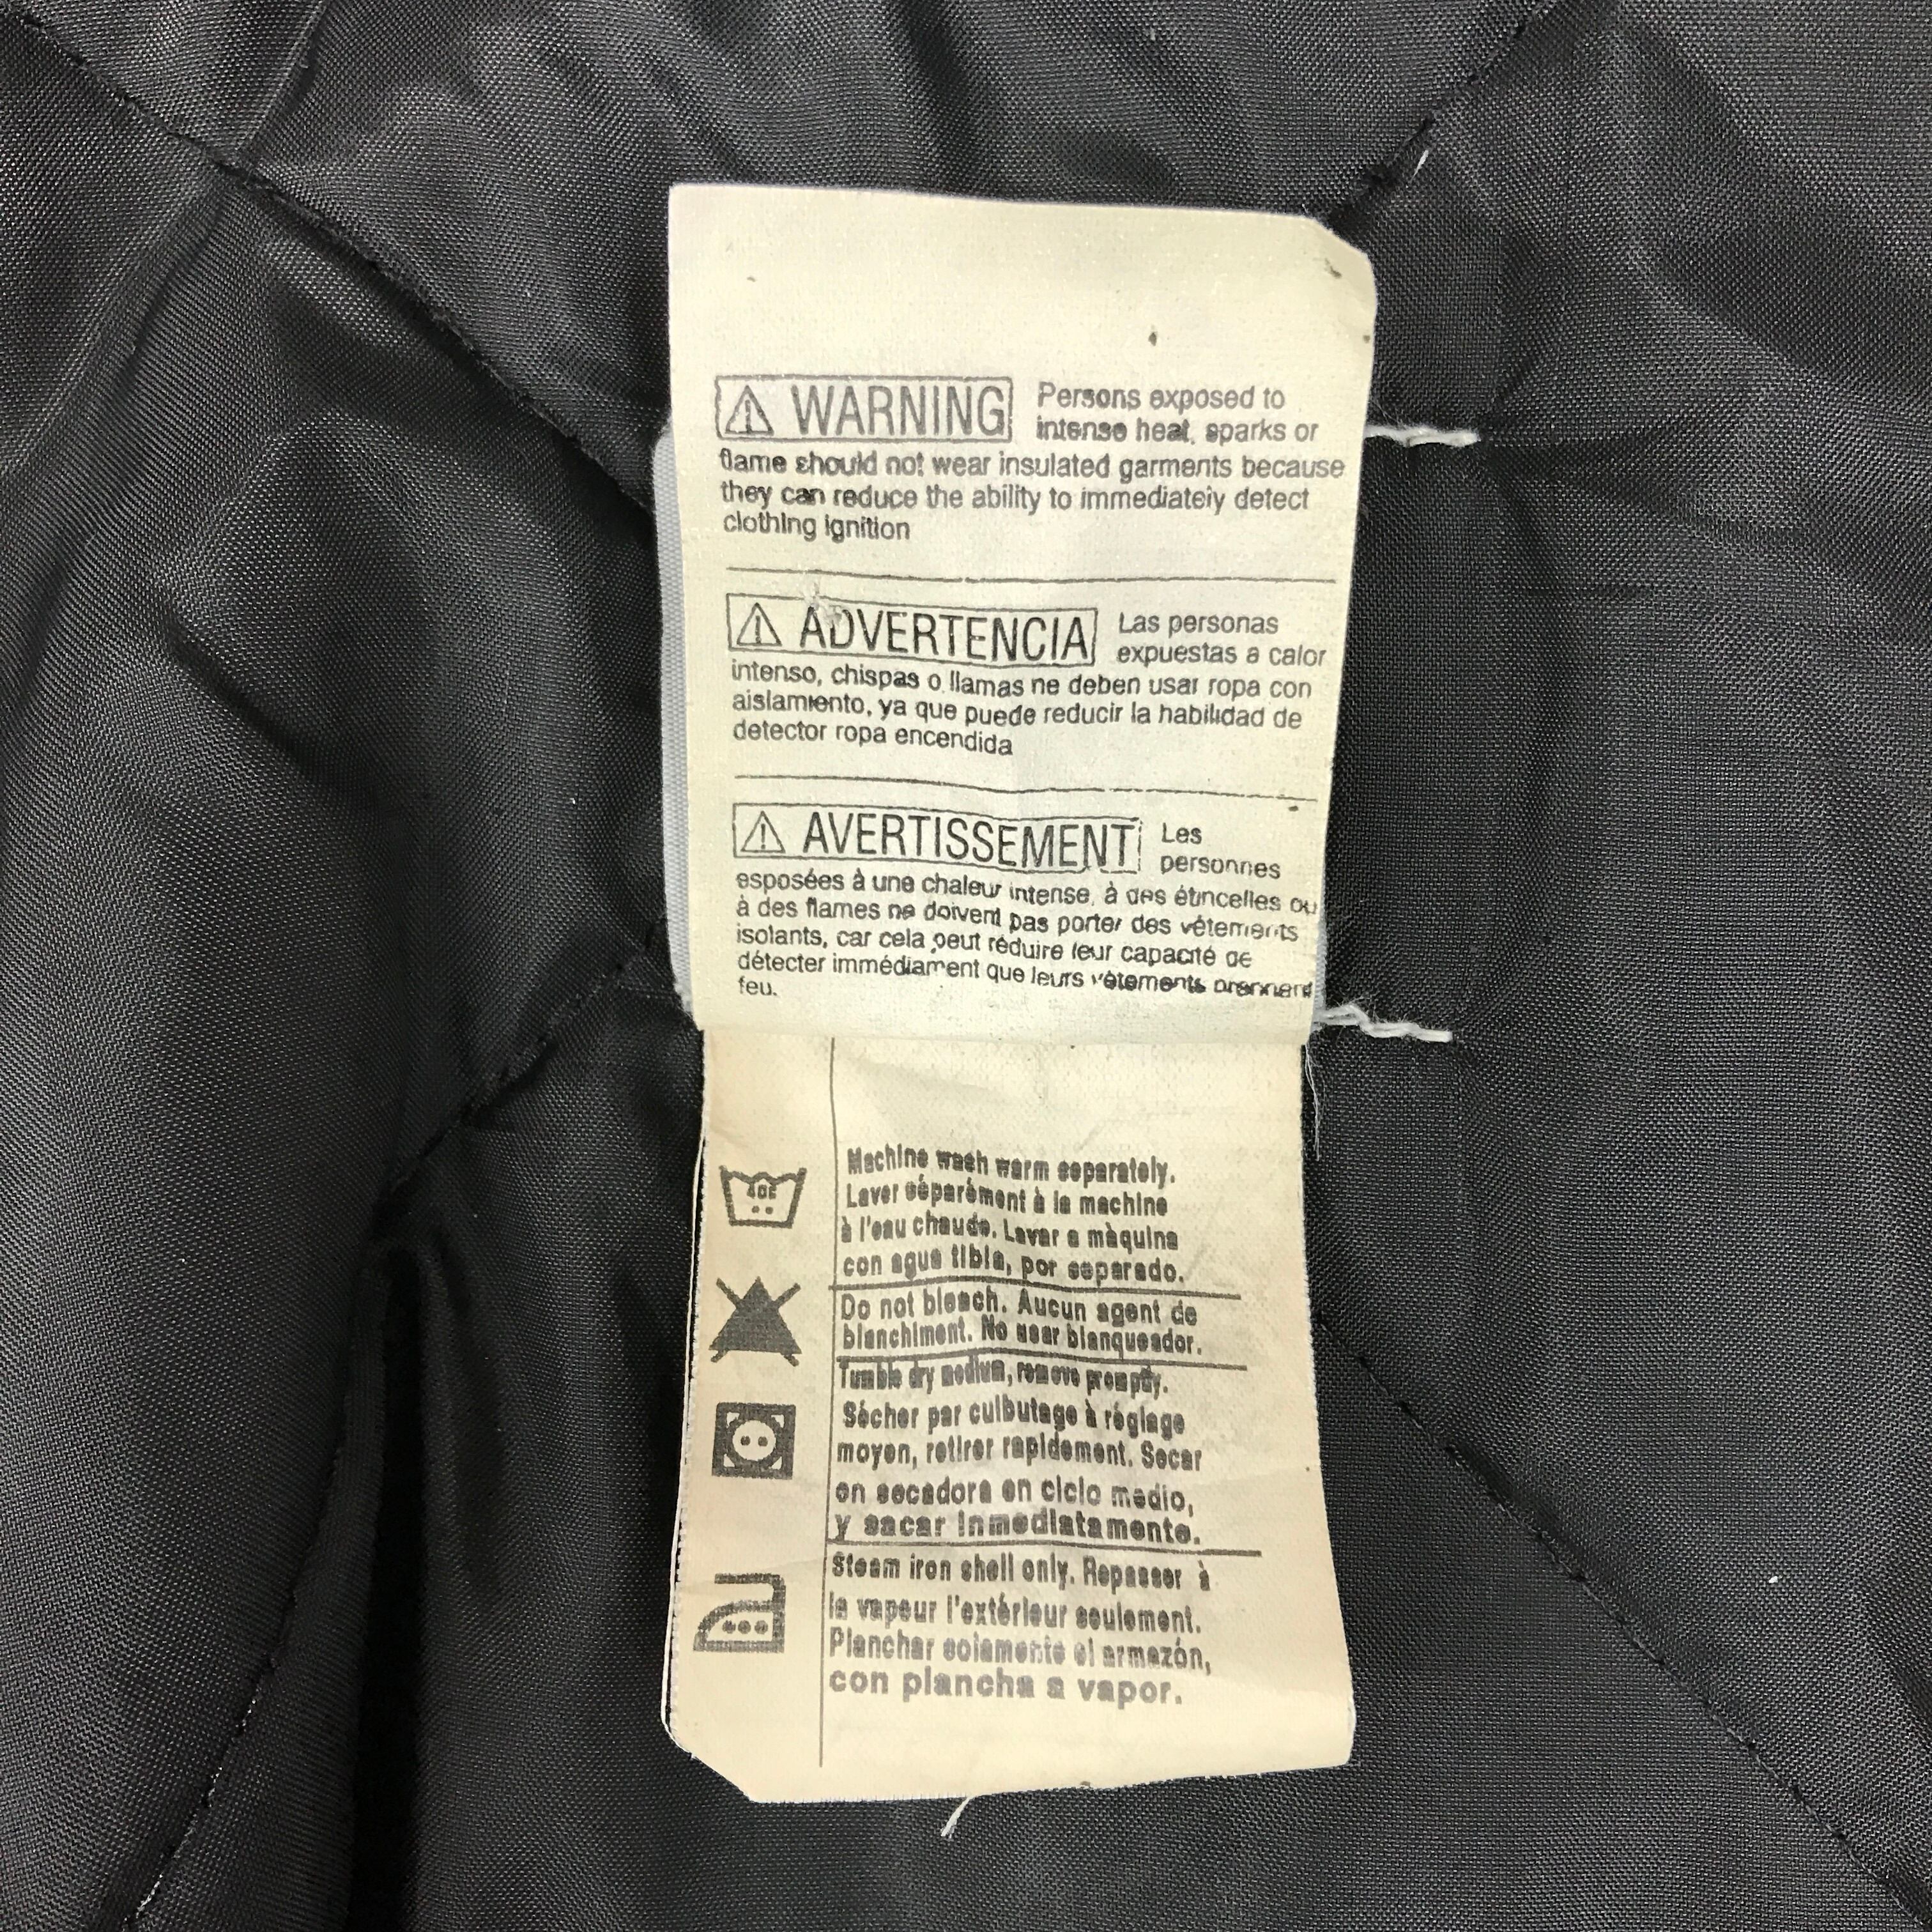 WARNING Persons exposed to
intense heat, sparks or
flame should not wear insulated garments because
they can reduce the ability to immediately detect
clothing ignition
ADVERTENCIA Las personas
expuestas a calor
intenso, chispas o llamas ne deben usar ropa con
aislamiento, ya que puede reducir la habilidad de
detector ropa encendida
AVERTISSEMENT Les
personnes
esposées à une chaleur intense, à des étincelles ou
à des flames ne doivent pas porter des vêtements
isolants, car cela peut réduire leur capacité de
détecter immédiament que leurs vêtements prennent
feu.
Machine wash warm separately.
Laver séparèment à la machine
à l'eau chaude. Lavar a màquina
con agua tibia, por separado.
Do not bleach. Aucun agent de
blanchiment. No usar blanqueador.
Tumble dry medium, remove promptly.
Sècher par culbutage à réglage
moyen, retirer rapidement. Secar
en secadora en ciclo medio,
y sacar inmediatamente.
Steam iron shell only. Repasser à
la vapeur l'extérieur seulement.
Planchar solamente el armazón,
con plancha a vapor.